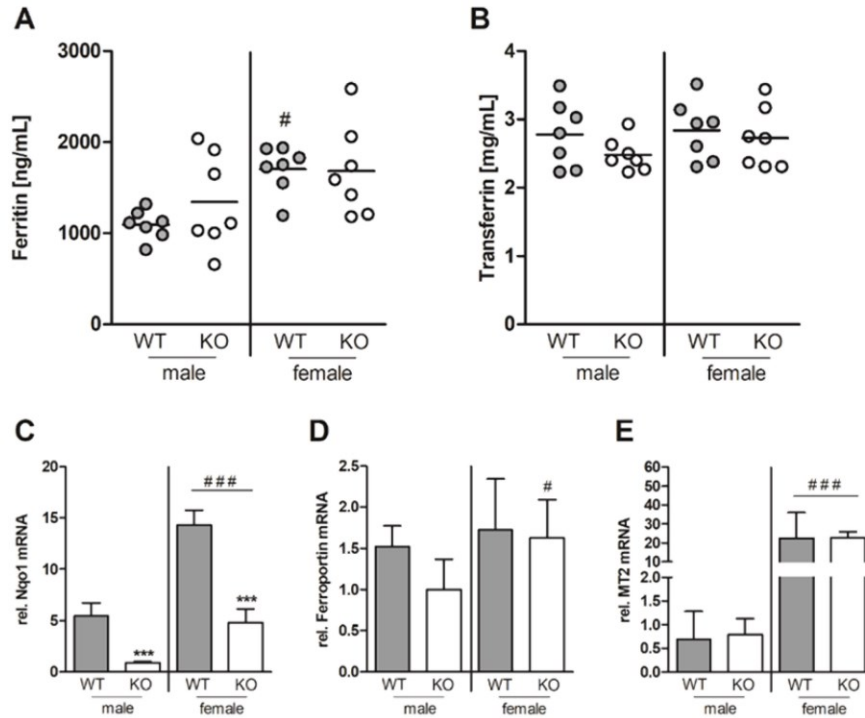 A
Ferritin [ng/mL]
3000
2000
1000
0
#
WT KO WT KO
male female
B
Transferrin [mg/mL]
4
3
2
1
0
WT KO WT KO
male female
C
rel. Nqo1 mRNA
20
15
10
5
0
###
***
***
WT KO WT KO
male female
D
rel. Ferroportin mRNA
2.5
2.0
1.5
1.0
0.5
0.0
#
WT KO WT KO
male female
E
rel. MT2 mRNA
60
50
40
30
20
10
2.0
1.5
1.0
0.5
0.0
###
WT KO WT KO
male female